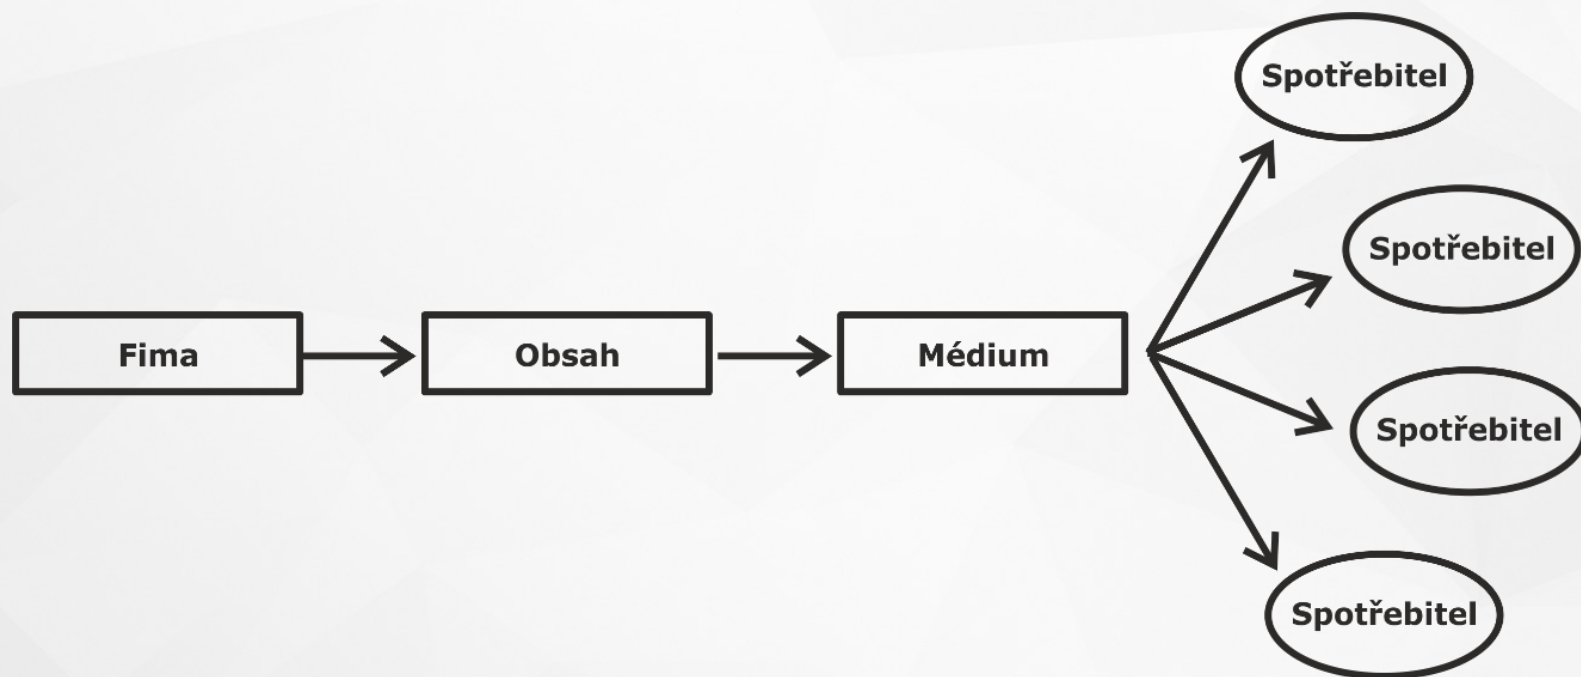 Spotřebitel
Spotřebitel
Fima
Obsah
Médium
Spotřebitel
Spotřebitel